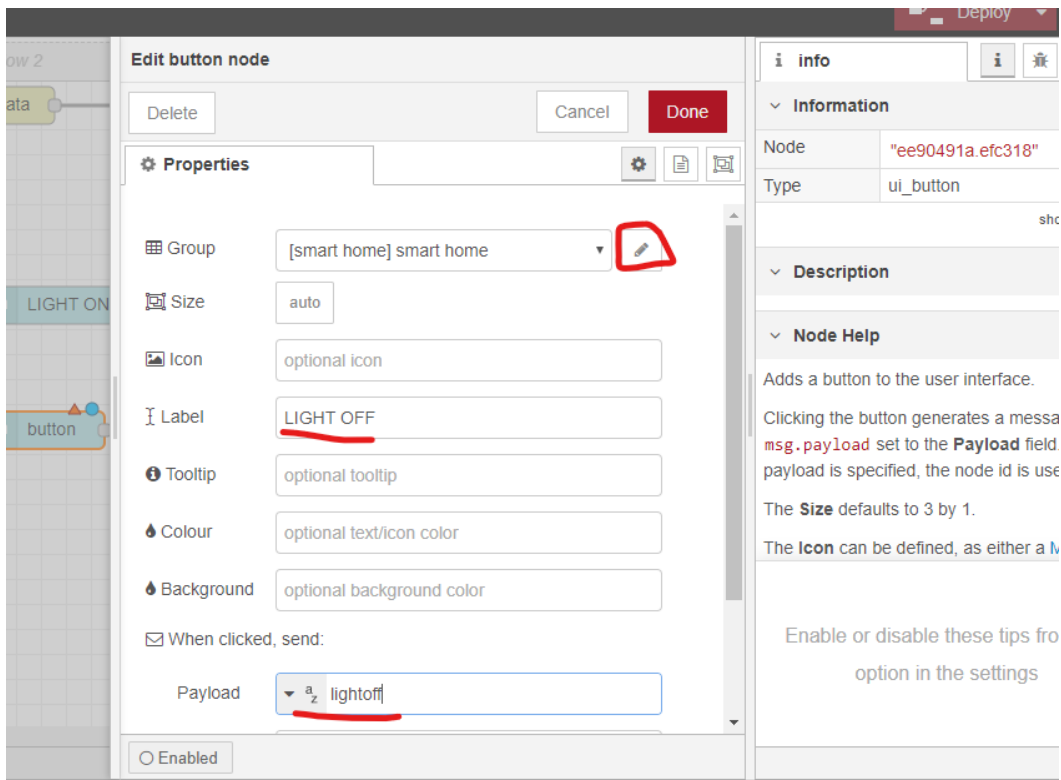 Deploy
ow 2
ata
LIGHT ON
button
Edit button node
Delete
Cancel
Done
Properties
Group
[smart home] smart home
Size
auto
Icon
optional icon
Label
LIGHT OFF
Tooltip
optional tooltip
Colour
optional text/icon color
Background
optional background color
When clicked, send:
Payload
az lightoff
Enabled
i info
i
Information
Node "ee90491a.efc318"
Type ui_button
sho
Description
Node Help
Adds a button to the user interface.
Clicking the button generates a messa
msg.payload set to the Payload field.
payload is specified, the node id is use
The Size defaults to 3 by 1.
The Icon can be defined, as either a M
Enable or disable these tips fro
option in the settings